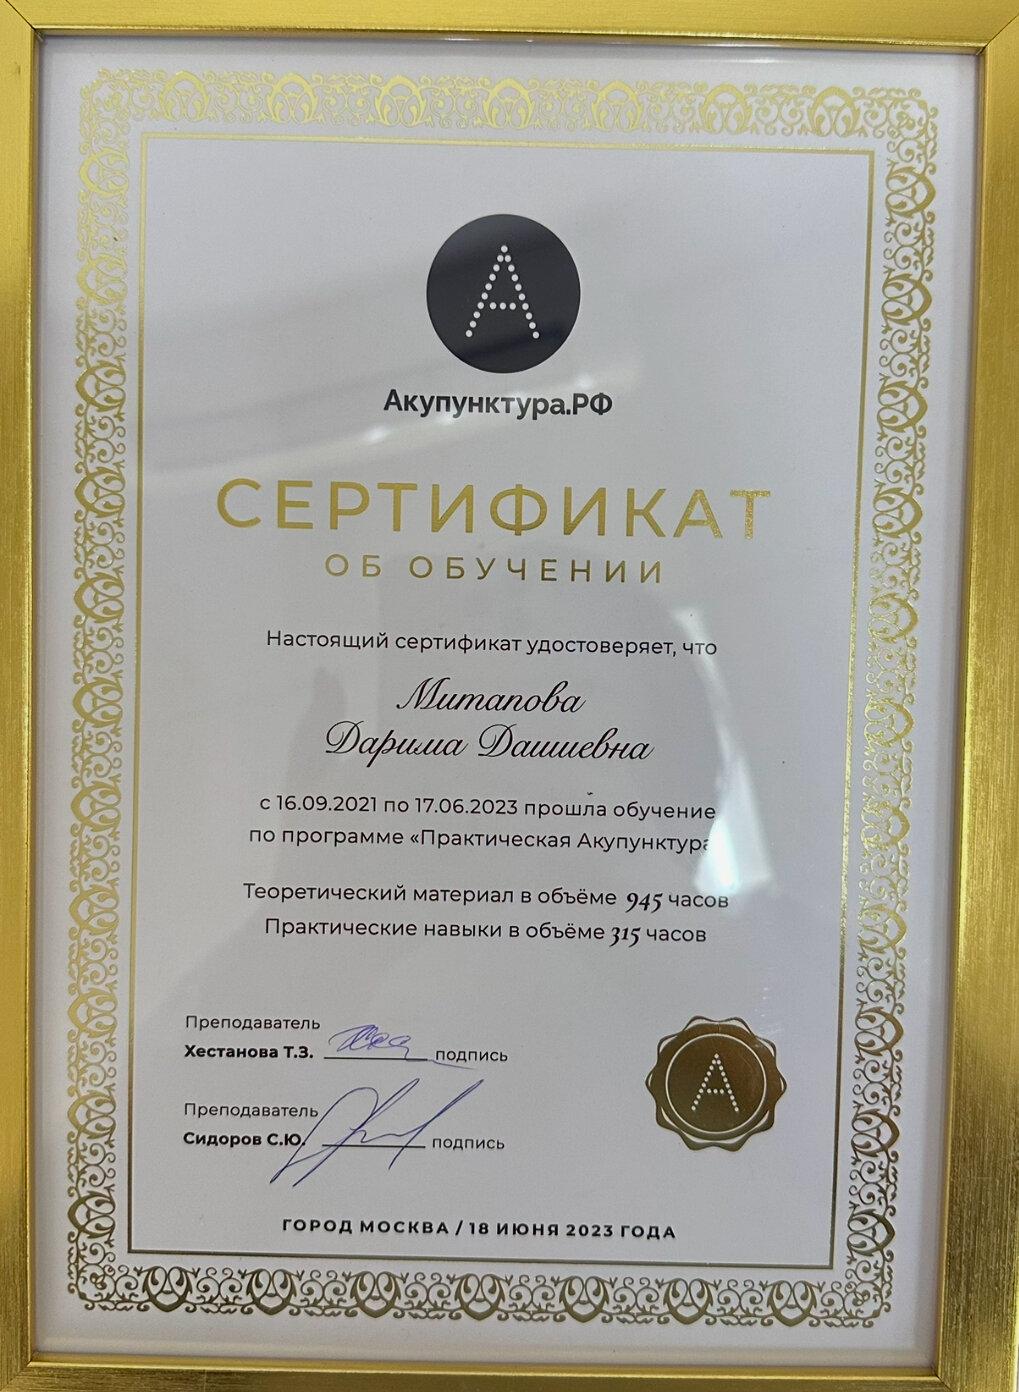 А
Акупунктура.РФ
СЕРТИФИКАТ
ОБ ОБУЧЕНИИ
Настоящий сертификат удостоверяет, что
Митапова
Дарима Дашиевна
с 16.09.2021 по 17.06.2023 прошла обучение
по программе «Практическая Акупунктура
Теоретический материал в объёме 945 часов
Практические навыки в объёме 315 часов
Преподаватель
Хестанова Т.З. подпись
Преподаватель
Сидоров С.Ю. подпись
А
ГОРОД МОСКВА / 18 ИЮНЯ 2023 ГОДА